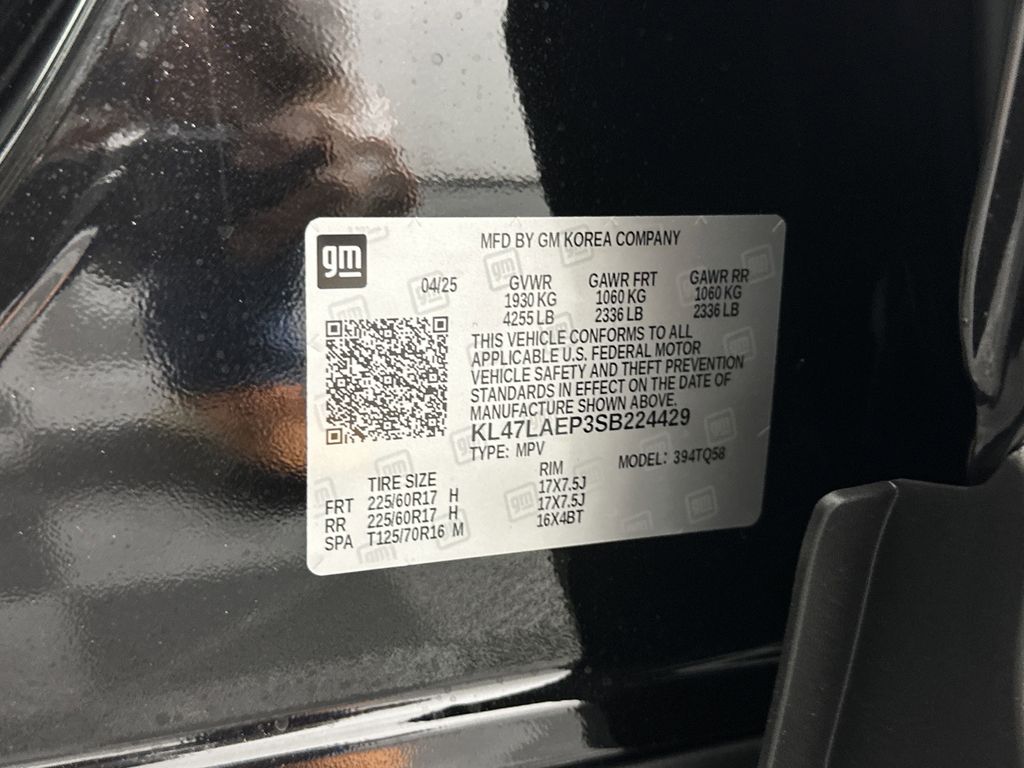 gm
MFD BY GM KOREA COMPANY
04/25 GVWR GAWR FRT GAWR RR
1930 KG 1060 KG 1060 KG
4255 LB 2336 LB 2336 LB
THIS VEHICLE CONFORMS TO ALL
APPLICABLE U.S. FEDERAL MOTOR
VEHICLE SAFETY AND THEFT PREVENTION
STANDARDS IN EFFECT ON THE DATE OF
MANUFACTURE SHOWN ABOVE.
KL47LAEP3SB224429
TYPE: MPV MODEL: 394TQ58
TIRE SIZE RIM
FRT 225/60R17 H 17X7.5J
RR 225/60R17 H 17X7.5J
SPA T125/70R16 M 16X4BT